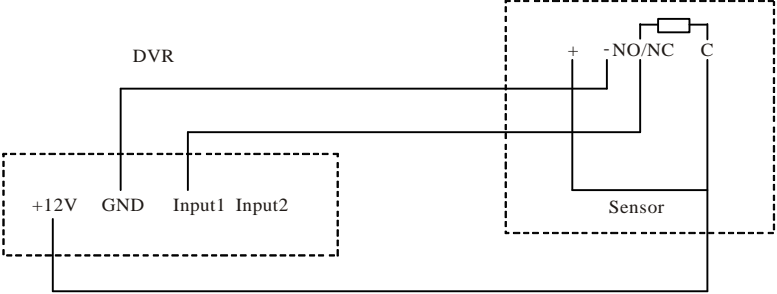 DVR
+ -NO/NC C
+12V GND Input1 Input2
Sensor